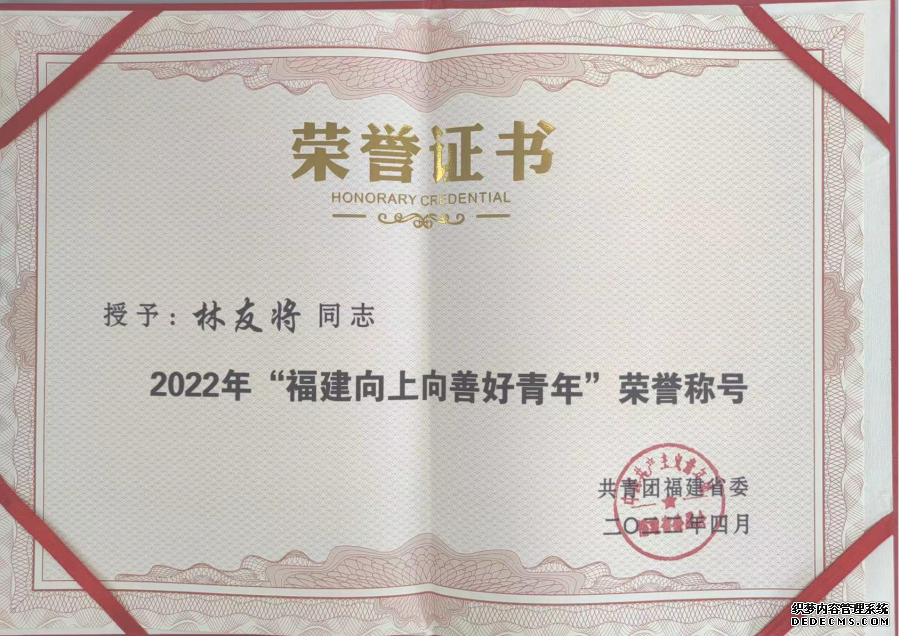 荣誉证书
HONORARY CREDENTIAL
授予：林友将同志
2022年“福建向上向善好青年”荣誉称号
共青团福建省委
二〇二二年四月
织梦内容管理系统
DEDECMS.COM